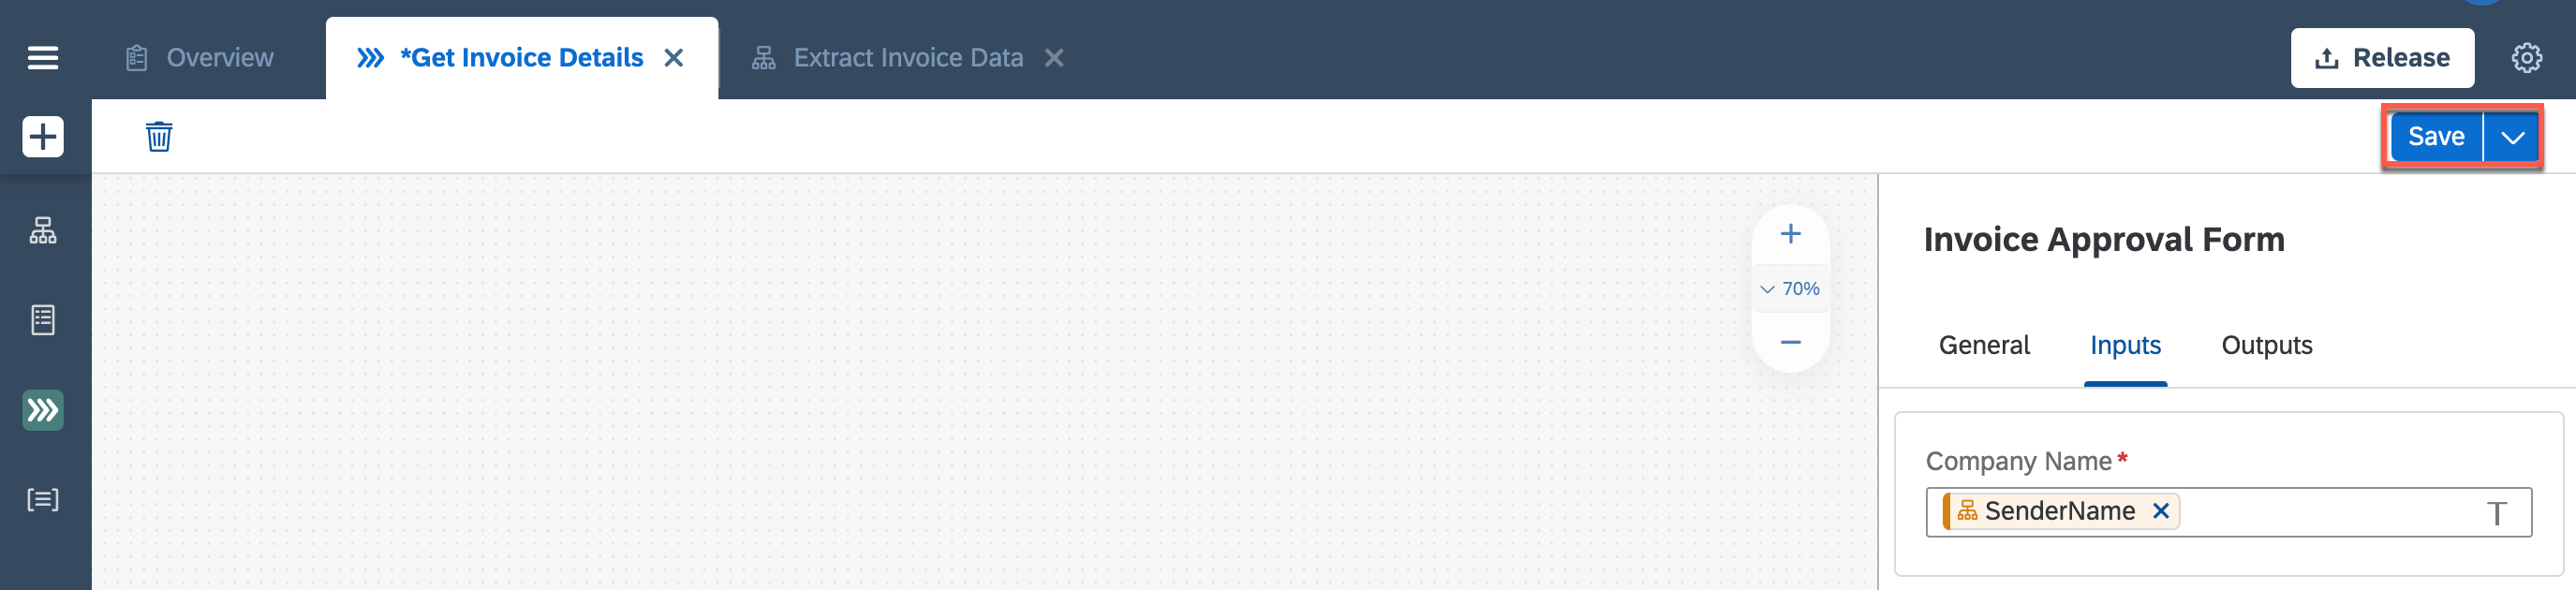 Overview
*Get Invoice Details
Extract Invoice Data
Release
Save
70%
Invoice Approval Form
General
Inputs
Outputs
Company Name*
SenderName
T